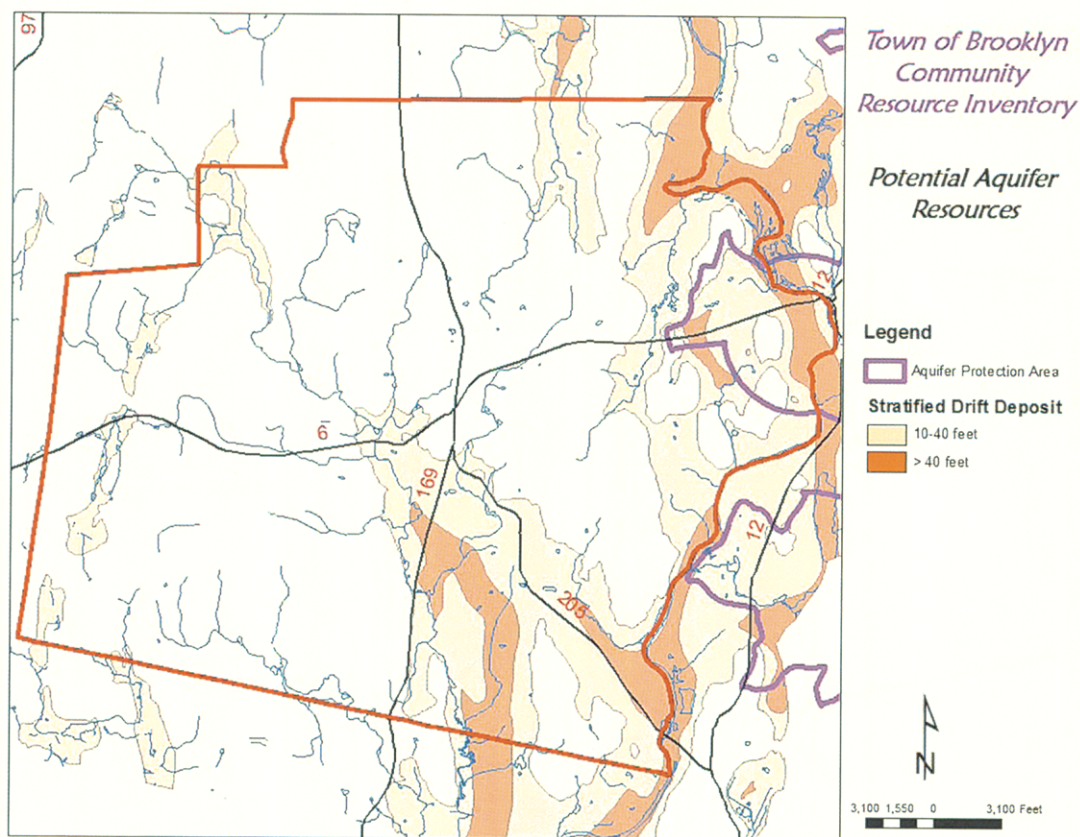 97
Town of Brooklyn
Community
Resource Inventory
Potential Aquifer
Resources
12
Legend
Aquifer Protection Area
Stratified Drift Deposit
10-40 feet
> 40 feet
6
169
12
205
N
3,100 1,550 0 3,100 Feet